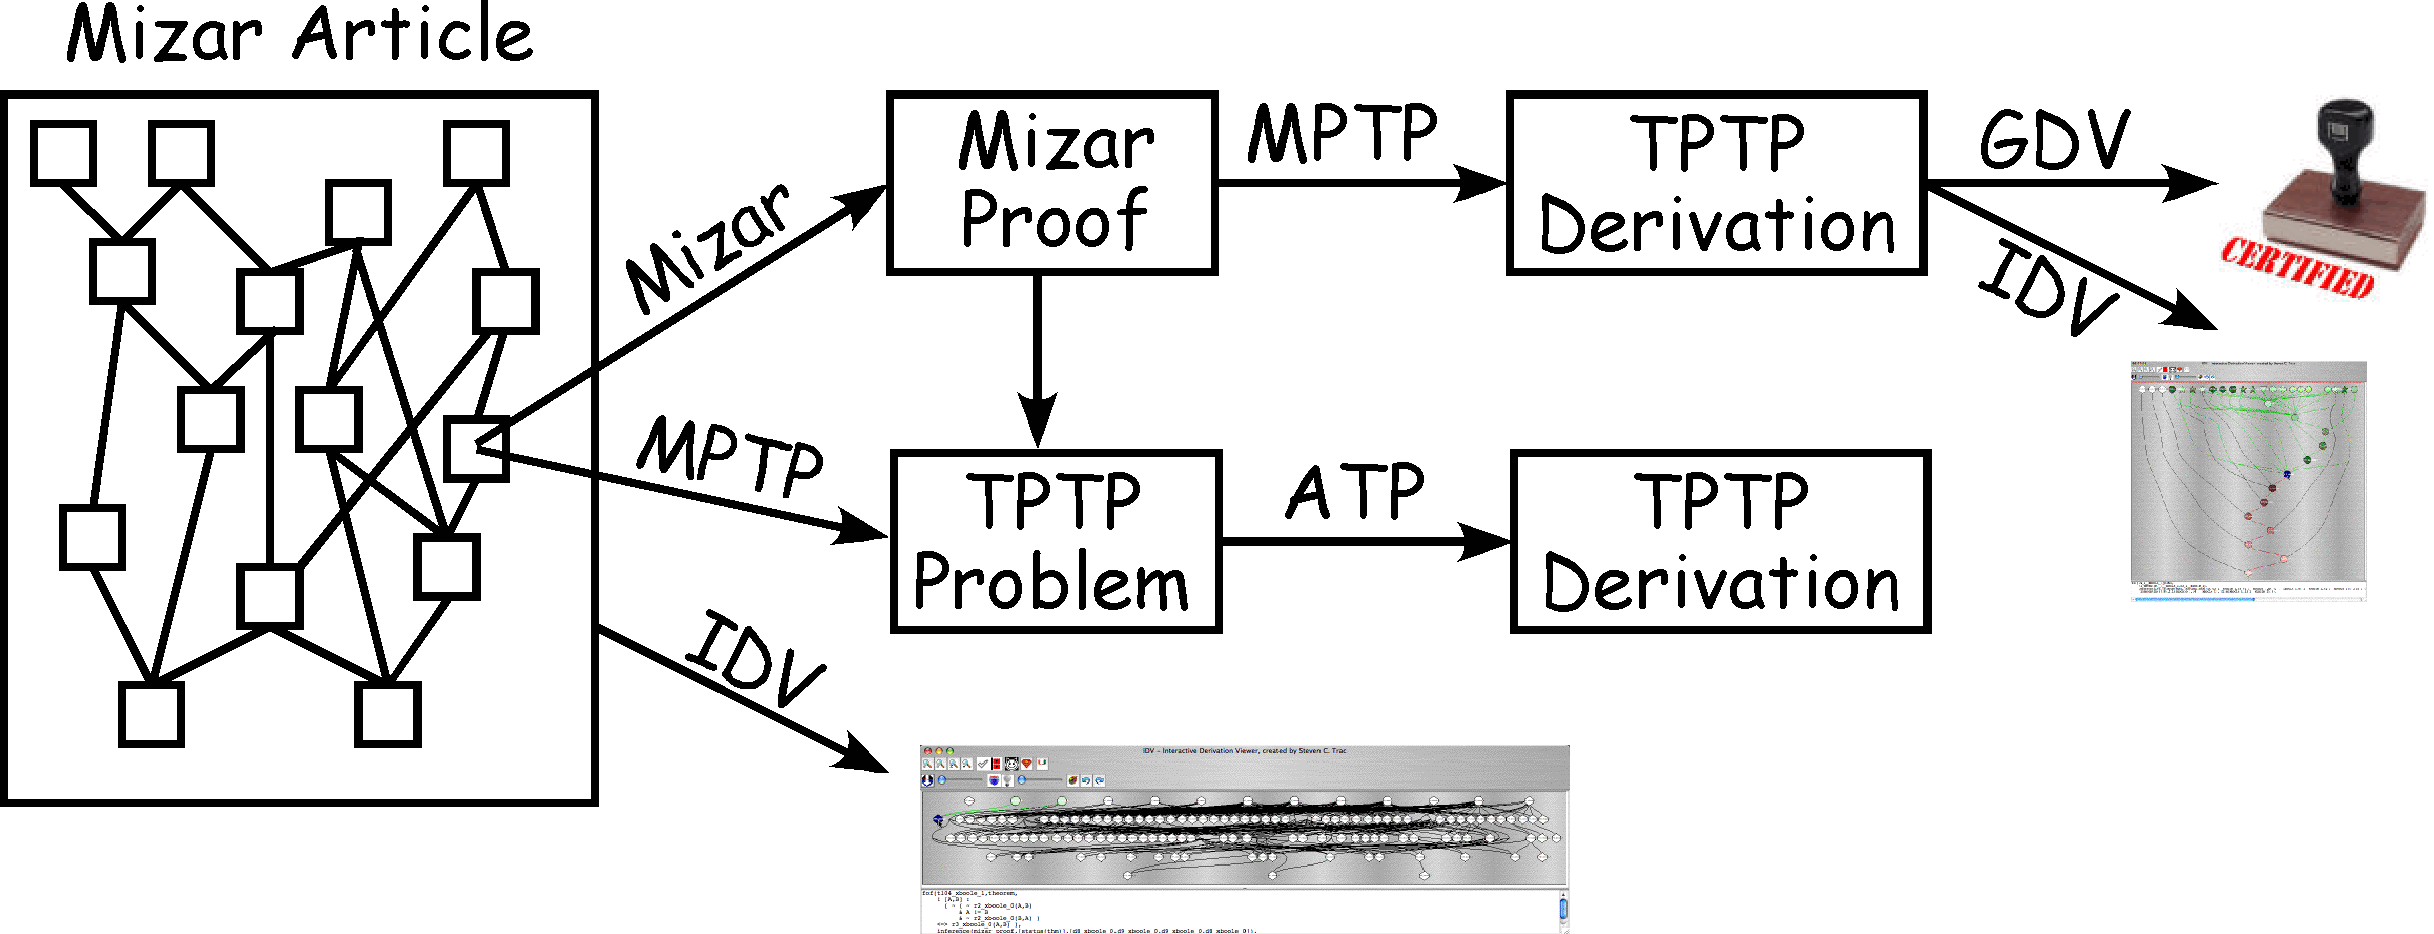 Mizar Article
Mizar
Mizar
Proof
MPTP
TPTP
Derivation
GDV
CERTIFIED
IDV
MPTP
TPTP
Problem
ATP
TPTP
Derivation
IDV
IDV - Interactive Derivation Viewer, created by Steven C. Trac
fof(t104_xboole_1,theorem,
! [A,B] :
( ~ ( ~ r2_xboole_0(A,B)
& A != B
& ~ r2_xboole_0(B,A) )
<=> r3_xboole_0(A,B) ),
inference(mizar_proof,[status(thm)],[d8_xboole_0,d9_xboole_0,d9_xboole_0,d8_xboole_0]),